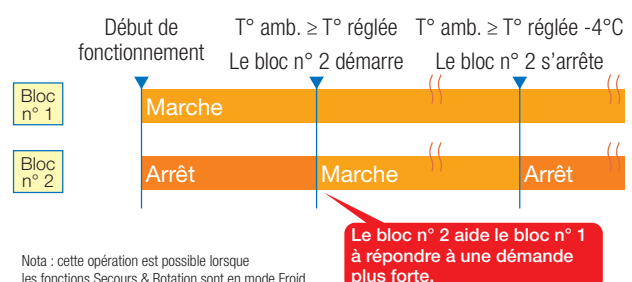 Début de fonctionnement
T° amb. ≥ T° réglée
Le bloc n° 2 démarre
T° amb. ≥ T° réglée -4°C
Le bloc n° 2 s'arrête
Bloc n° 1
Marche
Bloc n° 2
Arrêt
Marche
Arrêt
Le bloc n° 2 aide le bloc n° 1
à répondre à une démande
plus forte.
Nota : cette opération est possible lorsque
les fonctions Secours & Rotation sont en mode Froid